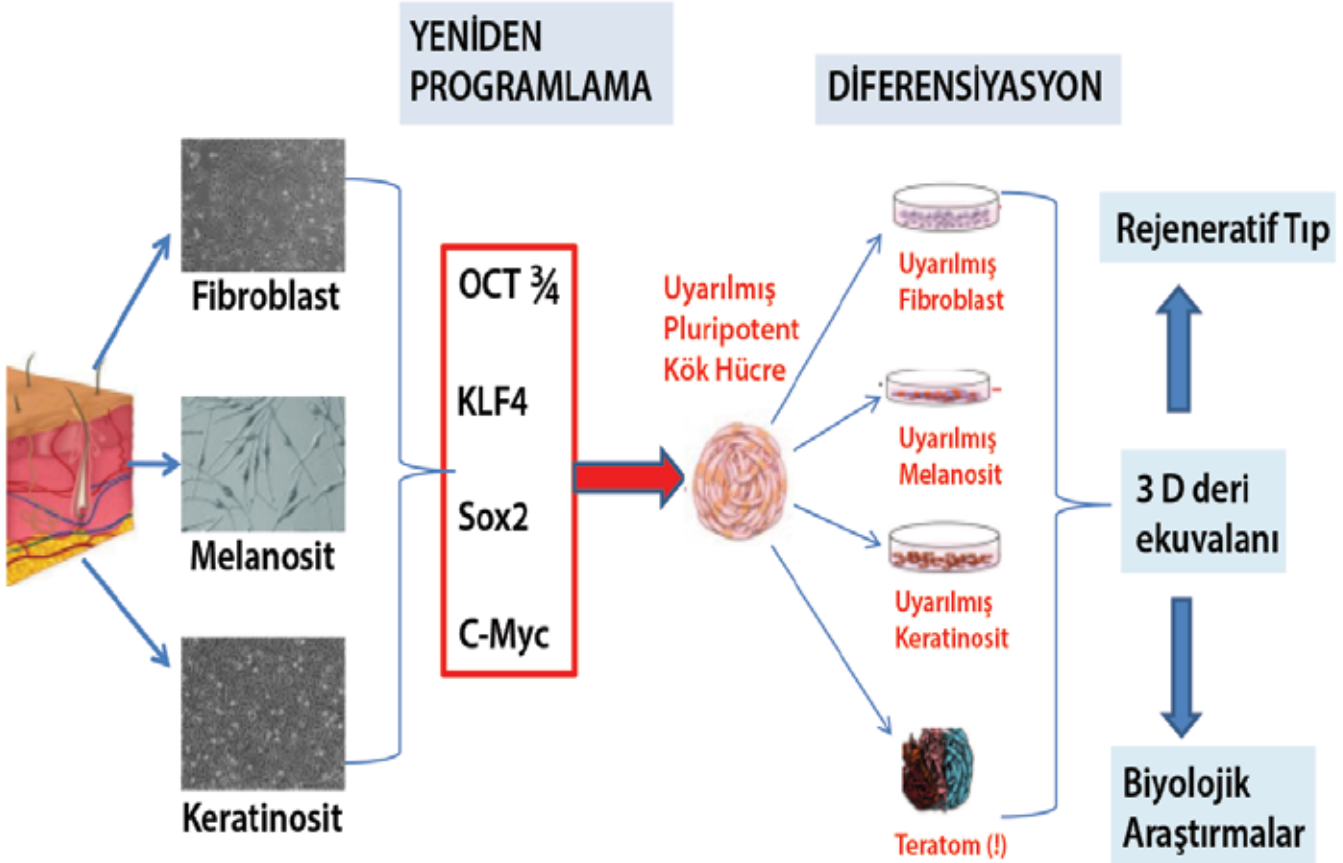 YENİDEN
PROGRAMLAMA
DİFERENSİYASYON
Fibroblast
Melanosit
Keratinosit
OCT ¾
KLF4
Sox2
C-Myc
Uyarılmış
Pluripotent
Kök Hücre
Uyarılmış
Fibroblast
Uyarılmış
Melanosit
Uyarılmış
Keratinosit
Teratom (!)
Rejeneratif Tıp
3 D deri
ekuvalanı
Biyolojik
Araştırmalar